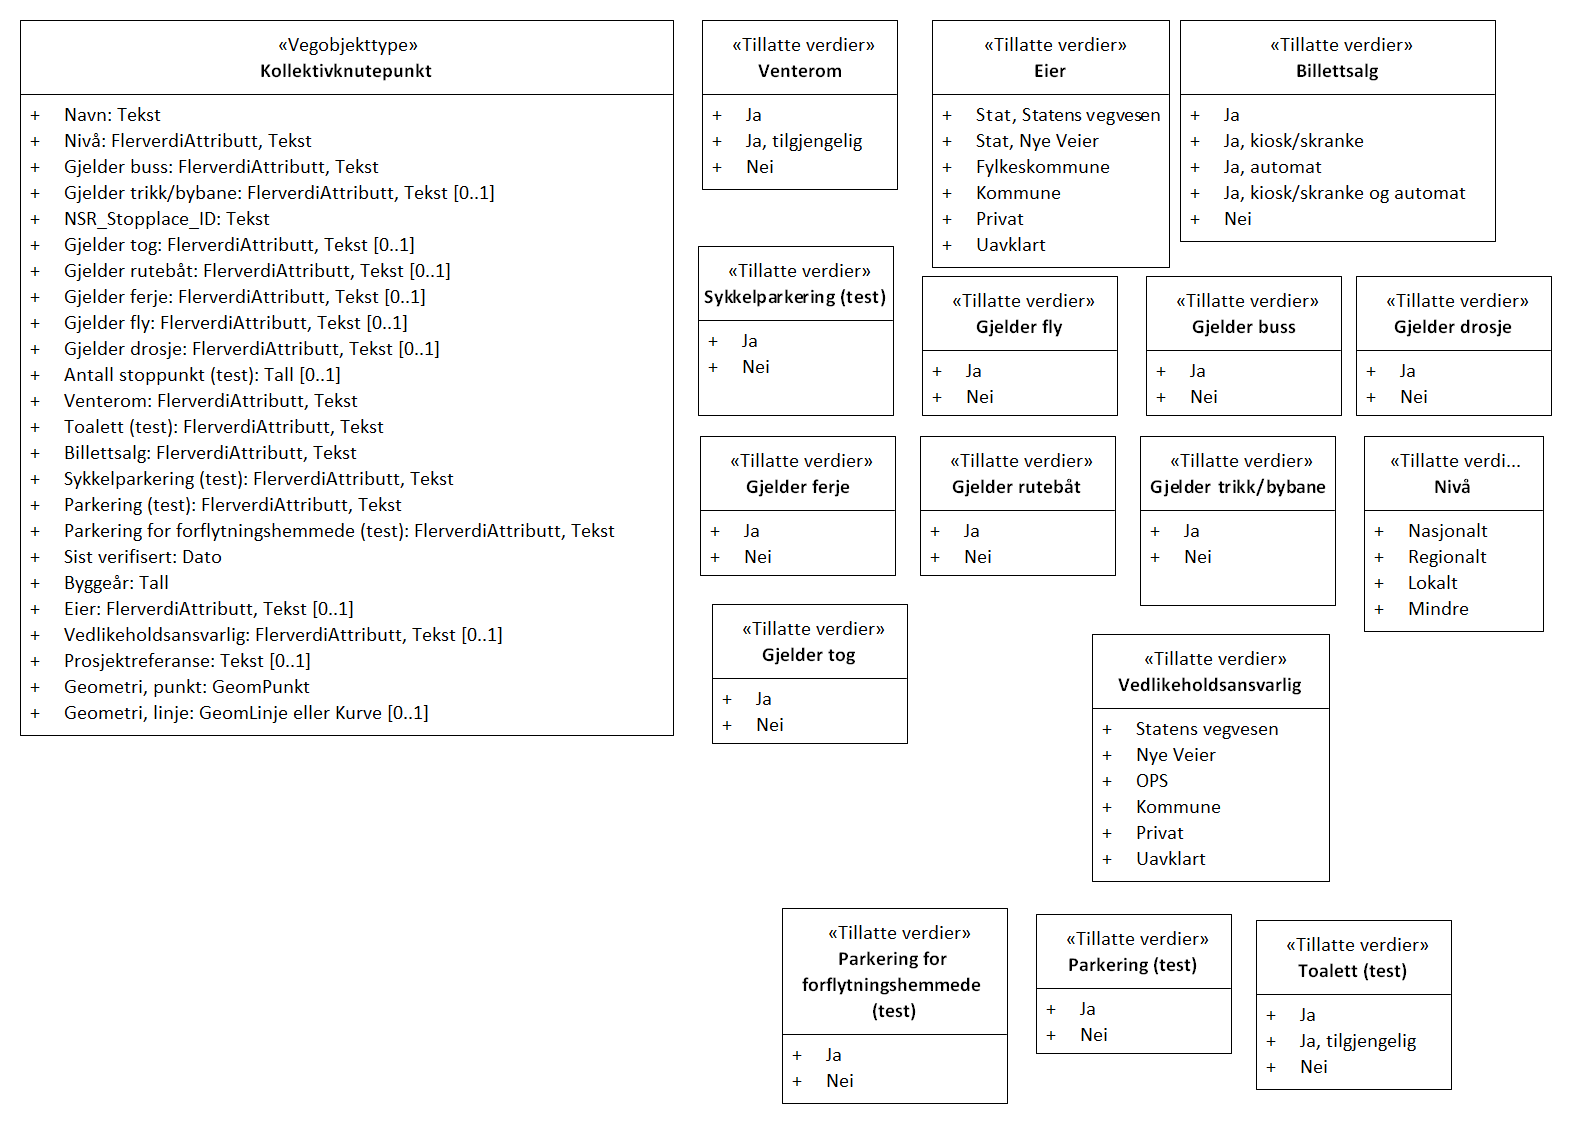 «Vegobjekttype»
Kollektivknutepunkt
+ Navn: Tekst
+ Nivå: FlerverdiAttributt, Tekst
+ Gjelder buss: FlerverdiAttributt, Tekst
+ Gjelder trikk/bybane: FlerverdiAttributt, Tekst [0..1]
+ NSR_Stopplace_ID: Tekst
+ Gjelder tog: FlerverdiAttributt, Tekst [0..1]
+ Gjelder rutebåt: FlerverdiAttributt, Tekst [0..1]
+ Gjelder ferje: FlerverdiAttributt, Tekst [0..1]
+ Gjelder fly: FlerverdiAttributt, Tekst [0..1]
+ Gjelder drosje: FlerverdiAttributt, Tekst [0..1]
+ Antall stoppunkt (test): Tall [0..1]
+ Venterom: FlerverdiAttributt, Tekst
+ Toalett (test): FlerverdiAttributt, Tekst
+ Billettsalg: FlerverdiAttributt, Tekst
+ Sykkelparkering (test): FlerverdiAttributt, Tekst
+ Parkering (test): FlerverdiAttributt, Tekst
+ Parkering for forflytningshemmede (test): FlerverdiAttributt, Tekst
+ Sist verifisert: Dato
+ Byggeår: Tall
+ Eier: FlerverdiAttributt, Tekst [0..1]
+ Vedlikeholdsansvarlig: FlerverdiAttributt, Tekst [0..1]
+ Prosjektreferanse: Tekst [0..1]
+ Geometri, punkt: GeomPunkt
+ Geometri, linje: GeomLinje eller Kurve [0..1]
«Tillatte verdier»
Venterom
+ Ja
+ Ja, tilgjengelig
+ Nei
«Tillatte verdier»
Eier
+ Stat, Statens vegvesen
+ Stat, Nye Veier
+ Fylkeskommune
+ Kommune
+ Privat
+ Uavklart
«Tillatte verdier»
Billettsalg
+ Ja
+ Ja, kiosk/skranke
+ Ja, automat
+ Ja, kiosk/skranke og automat
+ Nei
«Tillatte verdier»
Sykkelparkering (test)
+ Ja
+ Nei
«Tillatte verdier»
Gjelder fly
+ Ja
+ Nei
«Tillatte verdier»
Gjelder buss
+ Ja
+ Nei
«Tillatte verdier»
Gjelder drosje
+ Ja
+ Nei
«Tillatte verdier»
Gjelder ferje
+ Ja
+ Nei
«Tillatte verdier»
Gjelder rutebåt
+ Ja
+ Nei
«Tillatte verdier»
Gjelder trikk/bybane
+ Ja
+ Nei
«Tillatte verdi...
Nivå
+ Nasjonalt
+ Regionalt
+ Lokalt
+ Mindre
«Tillatte verdier»
Gjelder tog
+ Ja
+ Nei
«Tillatte verdier»
Vedlikeholdsansvarlig
+ Statens vegvesen
+ Nye Veier
+ OPS
+ Kommune
+ Privat
+ Uavklart
«Tillatte verdier»
Parkering for
forflytningshemmede
(test)
+ Ja
+ Nei
«Tillatte verdier»
Parkering (test)
+ Ja
+ Nei
«Tillatte verdier»
Toalett (test)
+ Ja
+ Ja, tilgjengelig
+ Nei